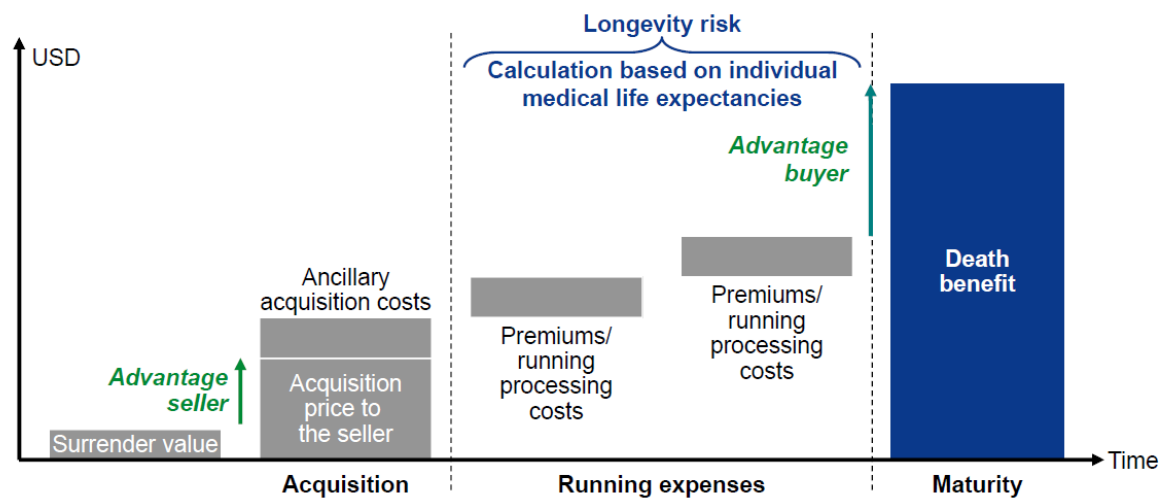 USD
Longevity risk
Calculation based on individual
medical life expectancies
Advantage
buyer
Death
benefit
Ancillary
acquisition costs
Premiums/
running
processing
costs
Premiums/
running
processing
costs
Advantage
seller
Acquisition
price to
the seller
Surrender value
Time
Acquisition
Running expenses
Maturity